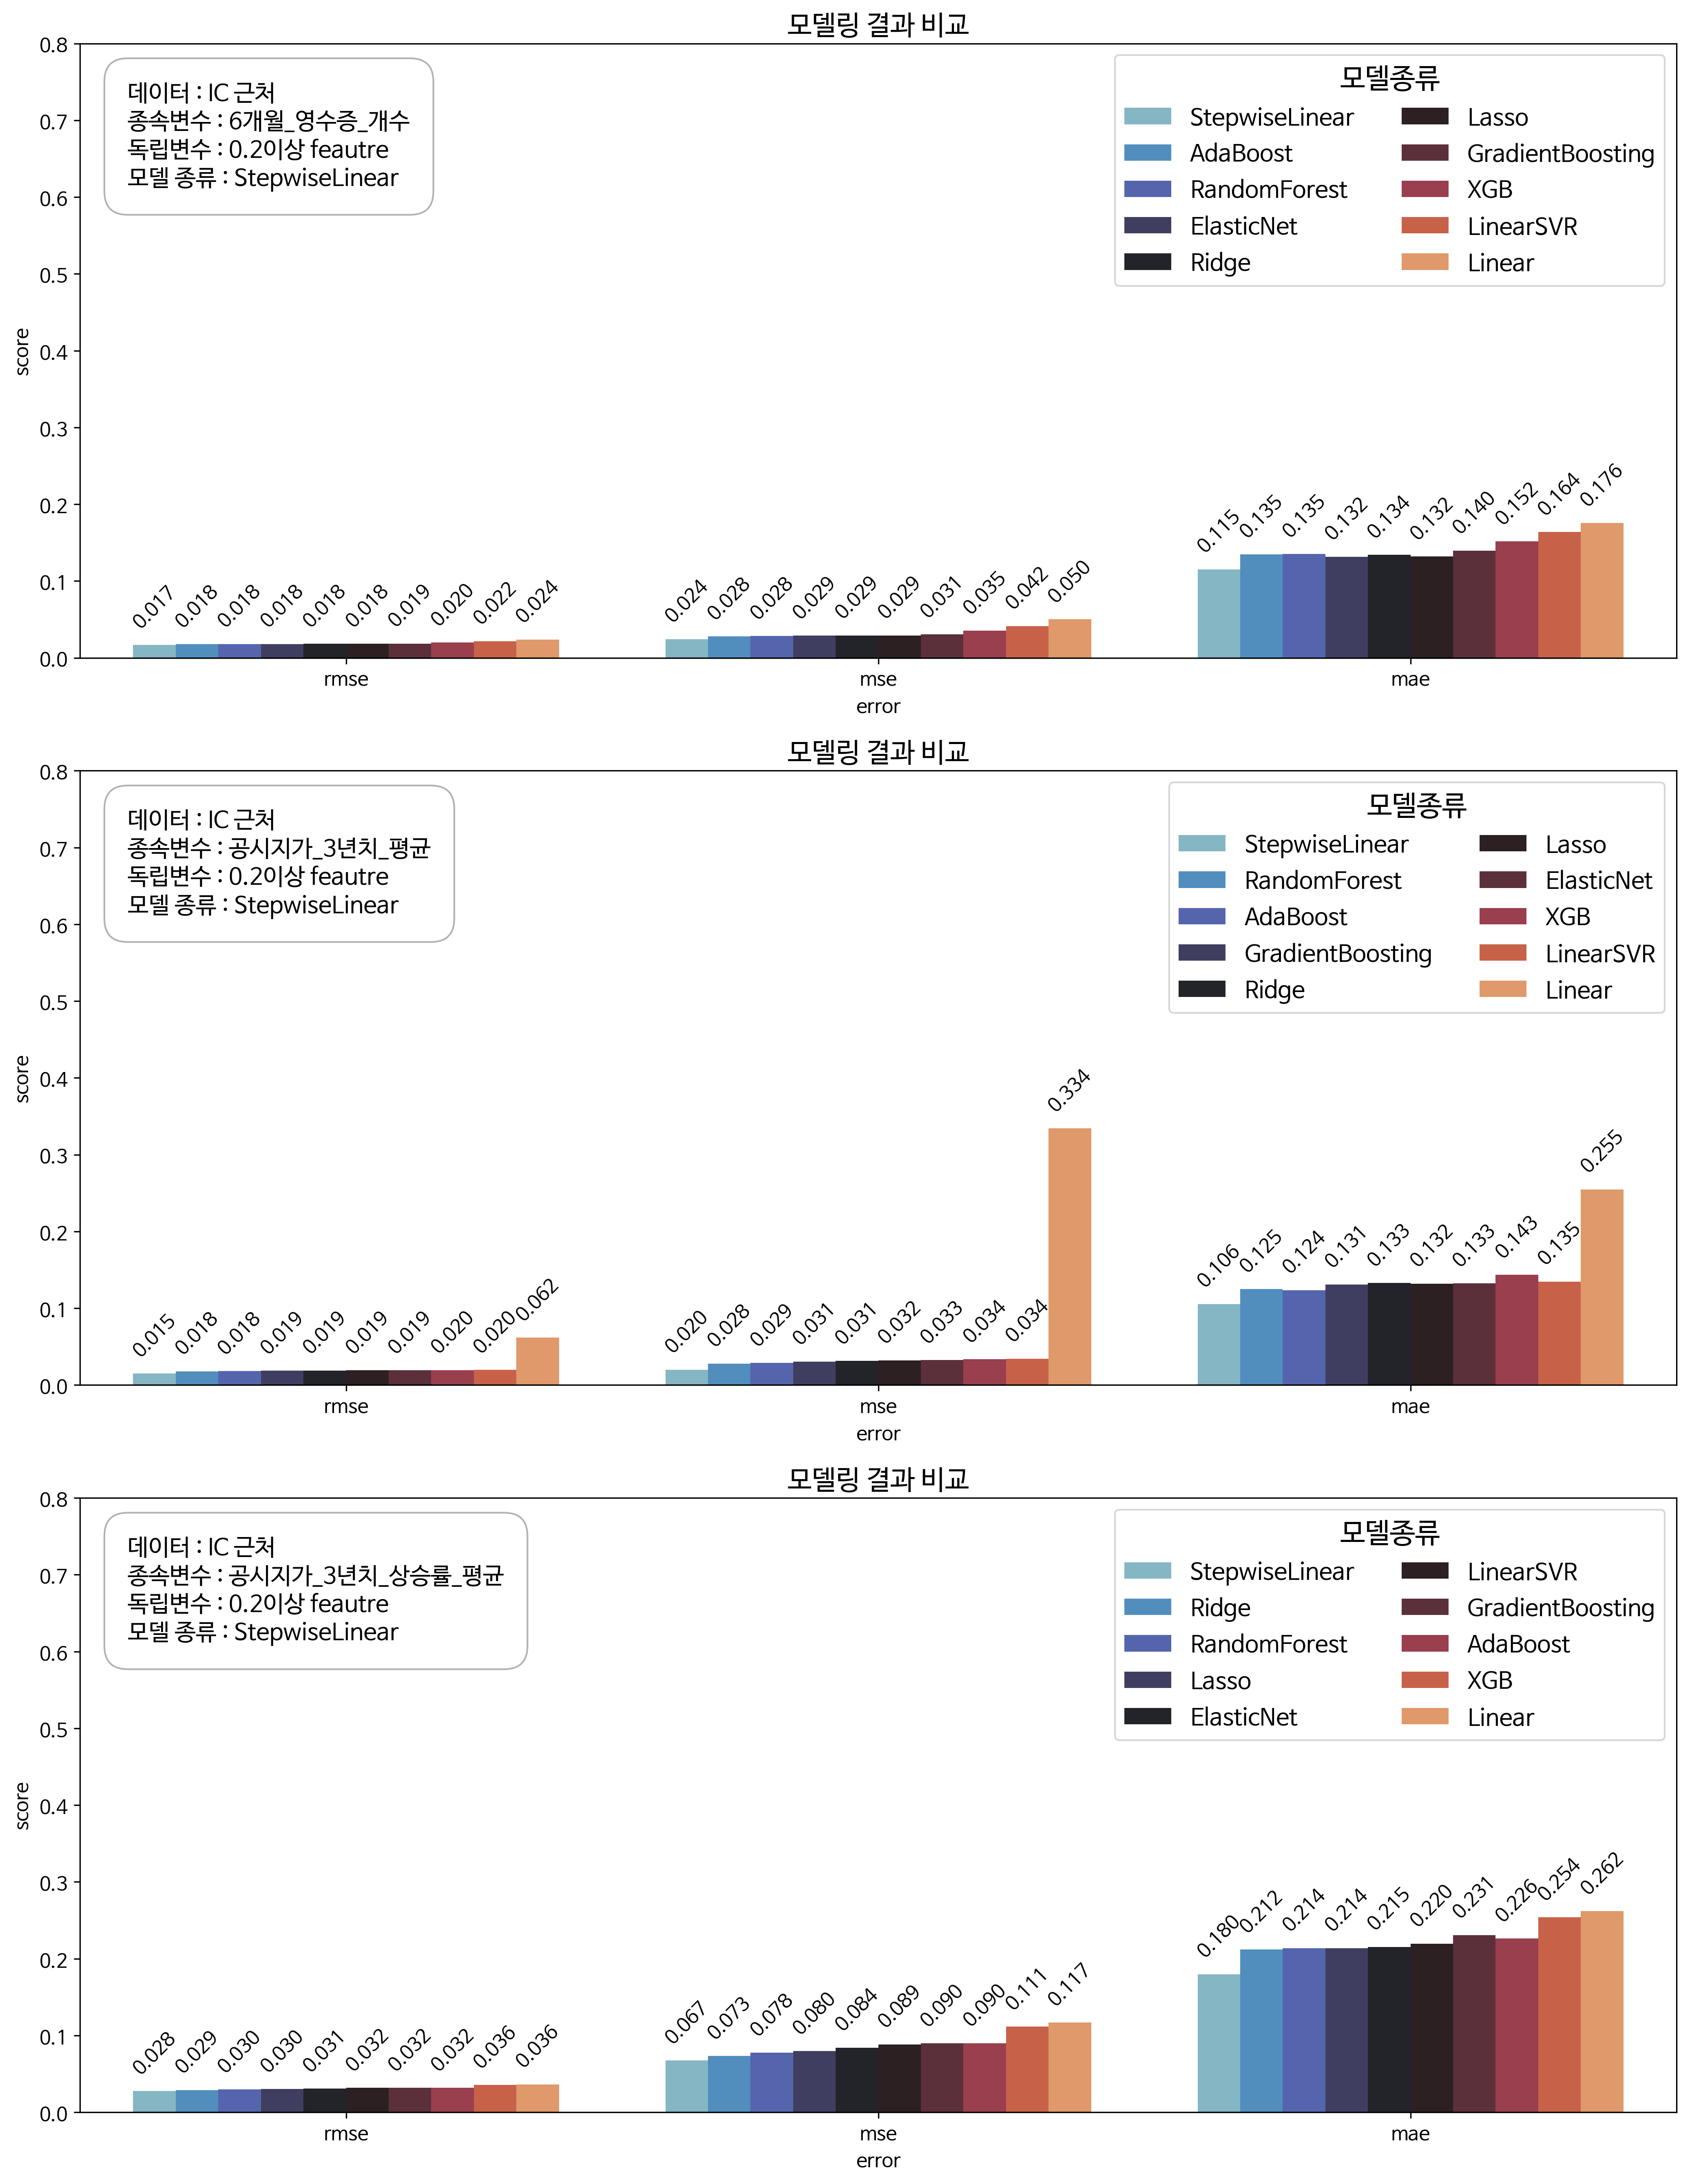 모델링 결과 비교
0.8
0.7
0.6
0.5
0.4
0.3
0.2
0.1
0.0
score
데이터 : IC 근처
종속변수 : 6개월_영수증_개수
독립변수 : 0.2이상 feautre
모델 종류 : StepwiseLinear
모델종류
StepwiseLinear
AdaBoost
RandomForest
ElasticNet
Ridge
Lasso
GradientBoosting
XGB
LinearSVR
Linear
0.017 0.018 0.018 0.018 0.018 0.018 0.019 0.020 0.022 0.024
0.024 0.028 0.028 0.029 0.029 0.029 0.031 0.035 0.042 0.050
0.115 0.135 0.135 0.132 0.134 0.132 0.140 0.152 0.164 0.176
rmse mse mae
error
모델링 결과 비교
0.8
0.7
0.6
0.5
0.4
0.3
0.2
0.1
0.0
score
데이터 : IC 근처
종속변수 : 공시지가_3년치_평균
독립변수 : 0.2이상 feautre
모델 종류 : StepwiseLinear
모델종류
StepwiseLinear
RandomForest
AdaBoost
GradientBoosting
Ridge
Lasso
ElasticNet
XGB
LinearSVR
Linear
0.015 0.018 0.018 0.019 0.019 0.019 0.019 0.020 0.020 0.062
0.020 0.028 0.029 0.031 0.031 0.032 0.033 0.034 0.034 0.334
0.106 0.125 0.124 0.131 0.133 0.132 0.133 0.143 0.135 0.255
rmse mse mae
error
모델링 결과 비교
0.8
0.7
0.6
0.5
0.4
0.3
0.2
0.1
0.0
score
데이터 : IC 근처
종속변수 : 공시지가_3년치_상승률_평균
독립변수 : 0.2이상 feautre
모델 종류 : StepwiseLinear
모델종류
StepwiseLinear
Ridge
RandomForest
Lasso
ElasticNet
LinearSVR
GradientBoosting
AdaBoost
XGB
Linear
0.028 0.029 0.030 0.030 0.031 0.032 0.032 0.032 0.036 0.036
0.067 0.073 0.078 0.080 0.084 0.089 0.090 0.090 0.111 0.117
0.180 0.212 0.214 0.214 0.215 0.220 0.231 0.226 0.254 0.262
rmse mse mae
error